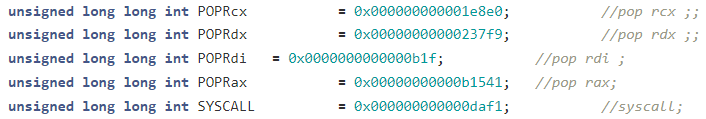 unsigned long long int POPRcx = 0x000000000001e8e0; //pop rcx ;;
unsigned long long int POPRdx = 0x00000000000237f9; //pop rdx ;;
unsigned long long int POPRdi = 0x0000000000000b1f; //pop rdi ;
unsigned long long int POPRax = 0x00000000000b1541; //pop rax;
unsigned long long int SYSCALL = 0x000000000000daf1; //syscall;